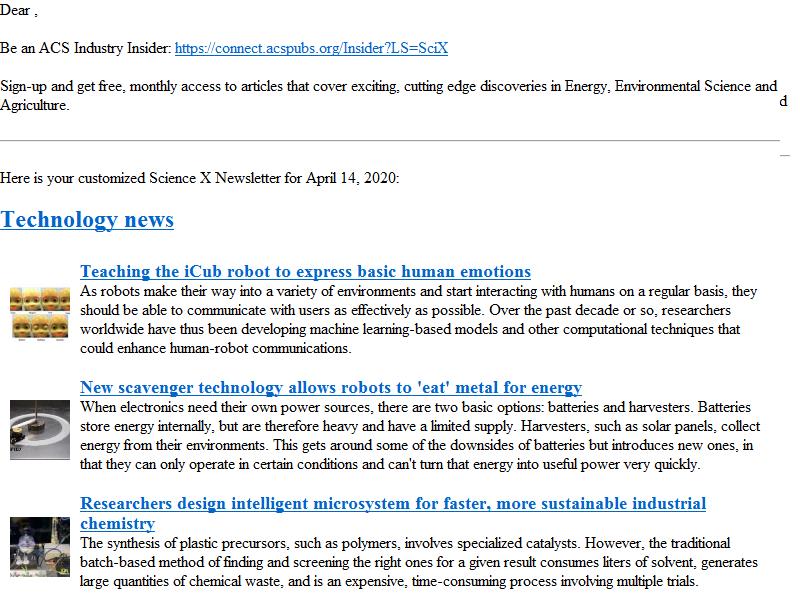 Dear ,
Be an ACS Industry Insider: https://connect.acspubs.org/Insider?LS=SciX
Sign-up and get free, monthly access to articles that cover exciting, cutting edge discoveries in Energy, Environmental Science and
Agriculture.
d
Here is your customized Science X Newsletter for April 14, 2020:
Technology news
Teaching the iCub robot to express basic human emotions
As robots make their way into a variety of environments and start interacting with humans on a regular basis, they
should be able to communicate with users as effectively as possible. Over the past decade or so, researchers
worldwide have thus been developing machine learning-based models and other computational techniques that
could enhance human-robot communications.
New scavenger technology allows robots to 'eat' metal for energy
When electronics need their own power sources, there are two basic options: batteries and harvesters. Batteries
store energy internally, but are therefore heavy and have a limited supply. Harvesters, such as solar panels, collect
energy from their environments. This gets around some of the downsides of batteries but introduces new ones, in
that they can only operate in certain conditions and can't turn that energy into useful power very quickly.
Researchers design intelligent microsystem for faster, more sustainable industrial
chemistry
The synthesis of plastic precursors, such as polymers, involves specialized catalysts. However, the traditional
batch-based method of finding and screening the right ones for a given result consumes liters of solvent, generates
large quantities of chemical waste, and is an expensive, time-consuming process involving multiple trials.